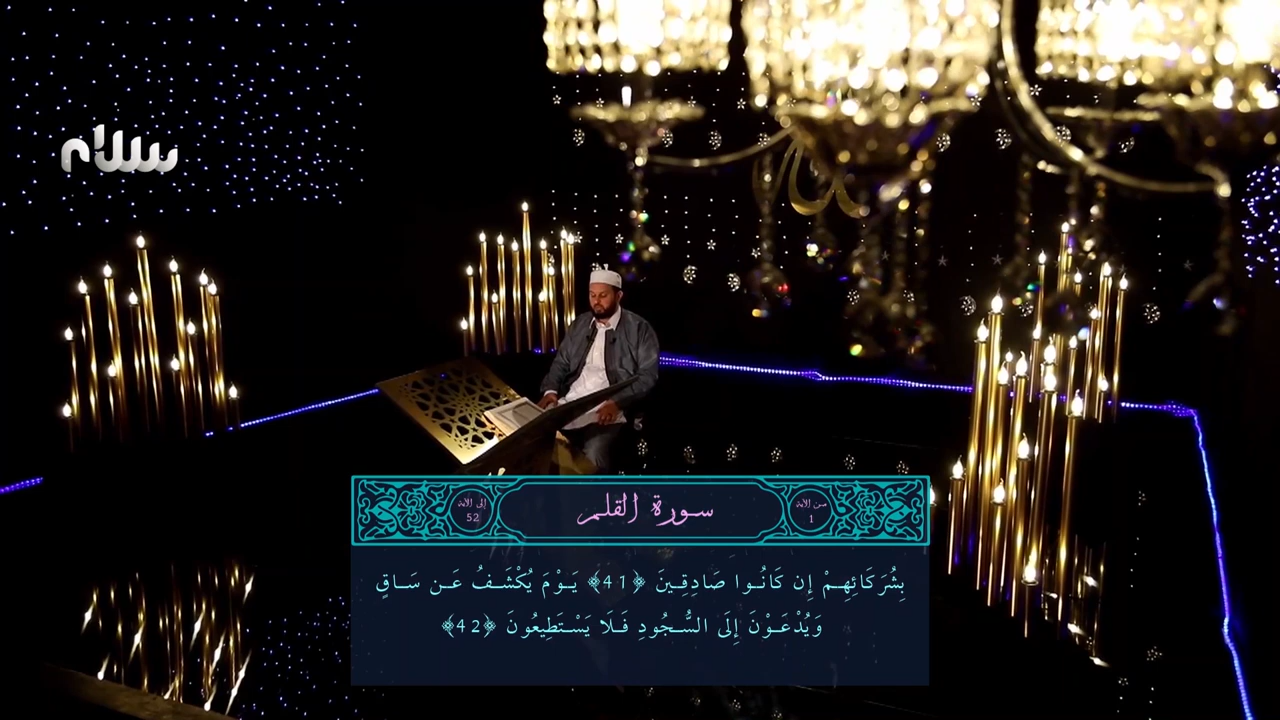 سلام
سورة القلم
من الآية
1
إلى الآية
52
بِشُرَكَائِهِمْ إِن كَانُوا صَادِقِينَ ﴿41﴾ يَوْمَ يُكْشَفُ عَن سَاقٍ
وَيُدْعَوْنَ إِلَى السُّجُودِ فَلَا يَسْتَطِيعُونَ ﴿42﴾